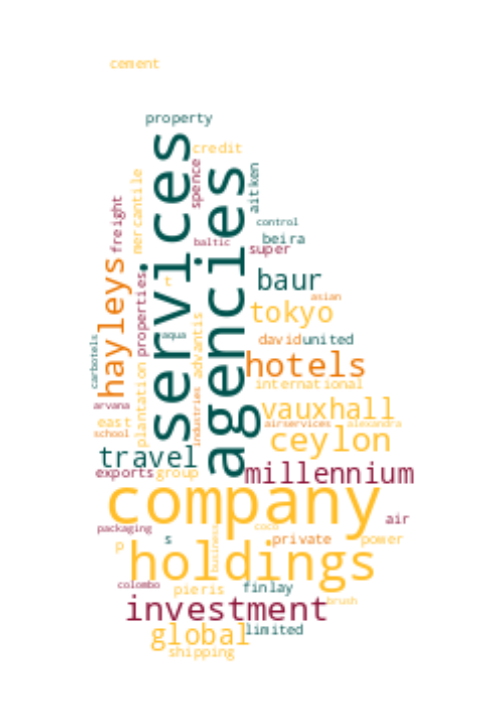 cement
property
services
agencies
credit
spence
aitken
mercantile
freight
control
beira
baltic
super
hayleys
properties
t
baur
asian
tokyo
aqua
advantis
david
united
carbotels
hotels
international
plantation
industries
arvana
vauxhall
east
airservices
alexandra
school
ceylon
travel
exports
group
millennium
company
air
packaging
coco
s
private
power
p
business
holdings
colombo
pieris
finlay
brush
investment
global
limited
shipping